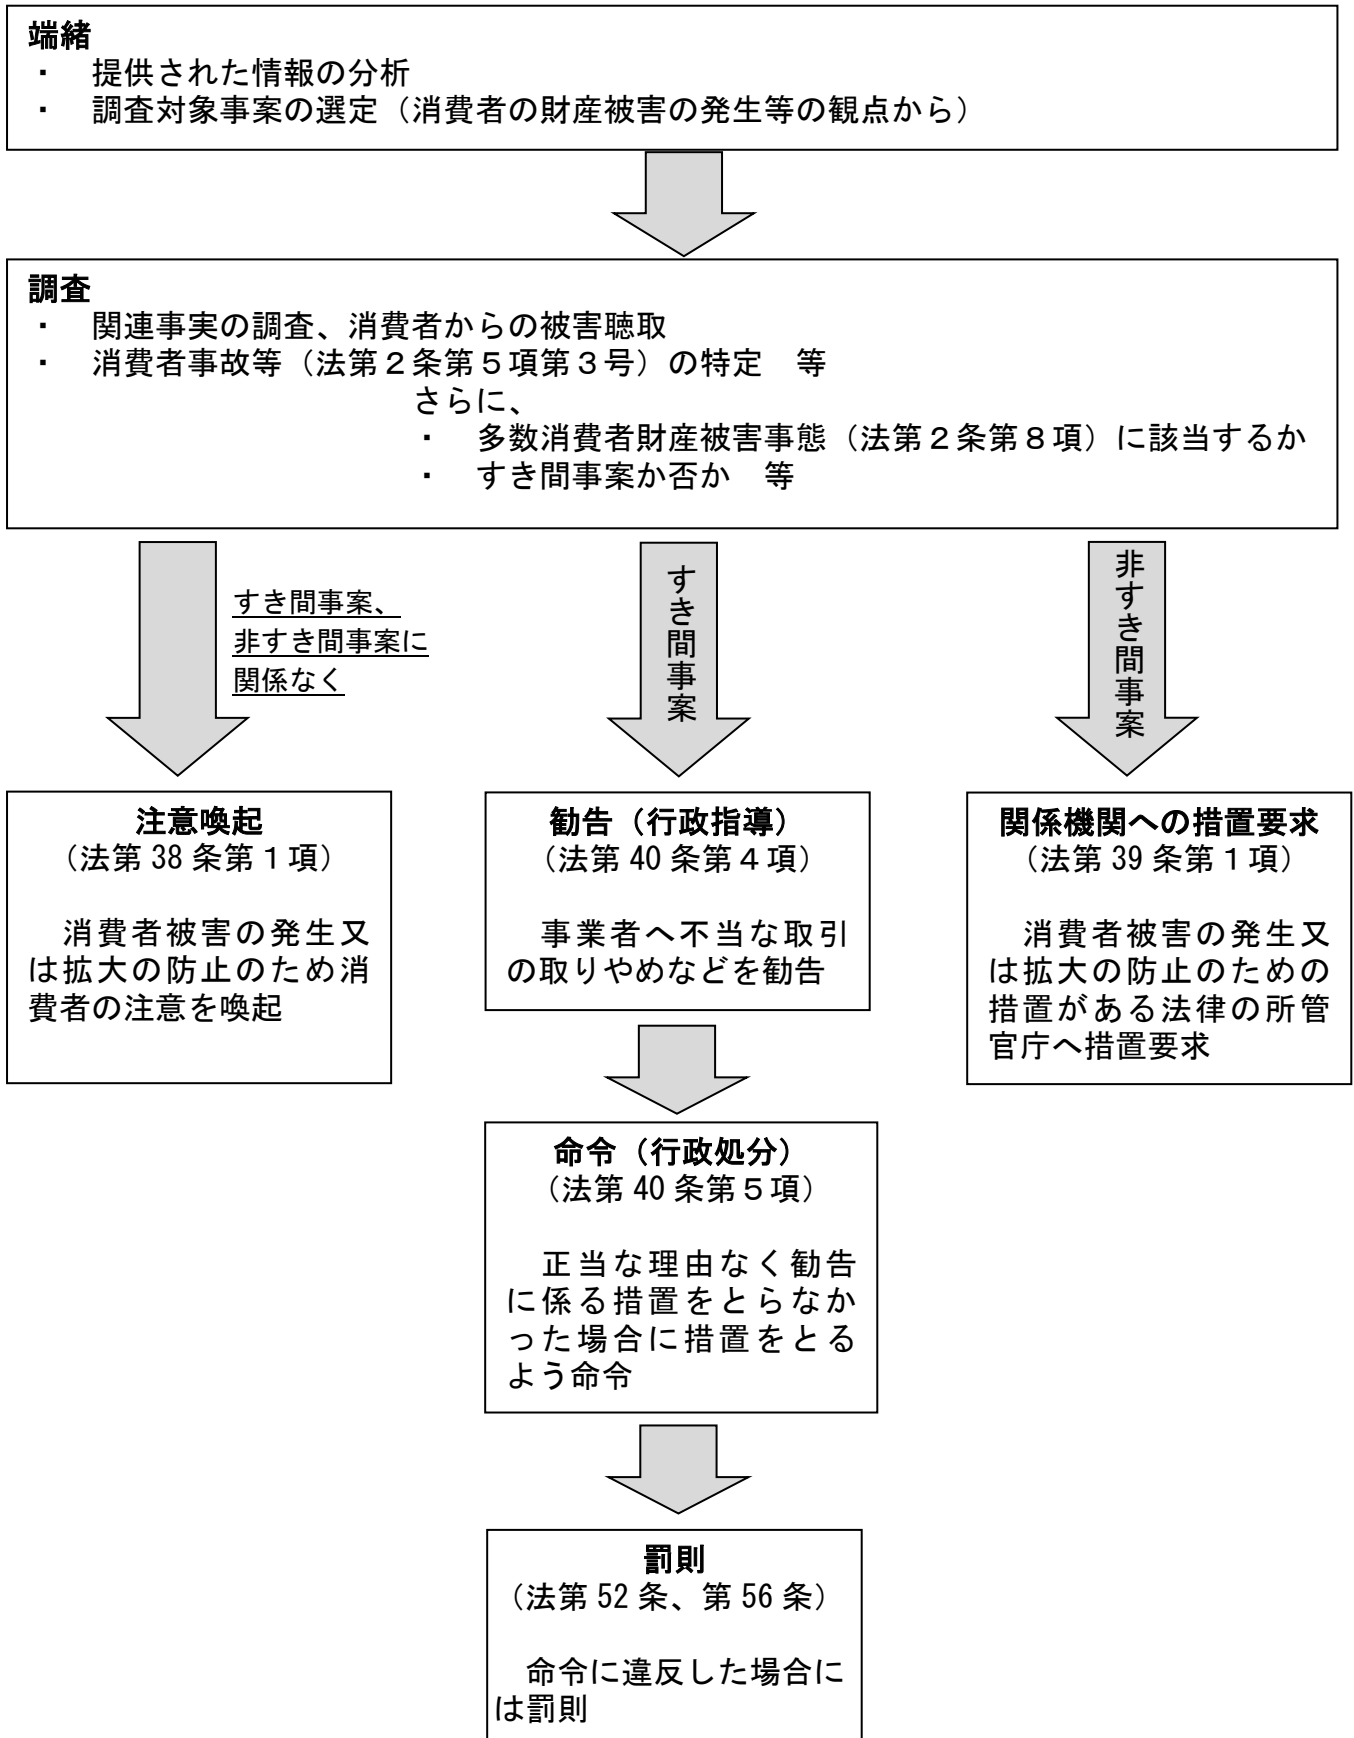 端緒
・ 提供された情報の分析
・ 調査対象事案の選定（消費者の財産被害の発生等の観点から）
調査
・ 関連事実の調査、消費者からの被害聴取
・ 消費者事故等（法第２条第５項第３号）の特定　等
さらに、
・ 多数消費者財産被害事態（法第２条第８項）に該当するか
・ すき間事案か否か　等
すき間事案、
非すき間事案に
関係なく
すき間事案
非すき間事案
注意喚起
（法第 38 条第１項）
消費者被害の発生又
は拡大の防止のため消
費者の注意を喚起
勧告（行政指導）
（法第 40 条第４項）
事業者へ不当な取引
の取りやめなどを勧告
関係機関への措置要求
（法第 39 条第１項）
消費者被害の発生又
は拡大の防止のための
措置がある法律の所管
官庁へ措置要求
命令（行政処分）
（法第 40 条第５項）
正当な理由なく勧告
に係る措置をとらなか
った場合に措置をとる
よう命令
罰則
（法第 52 条、第 56 条）
命令に違反した場合に
は罰則